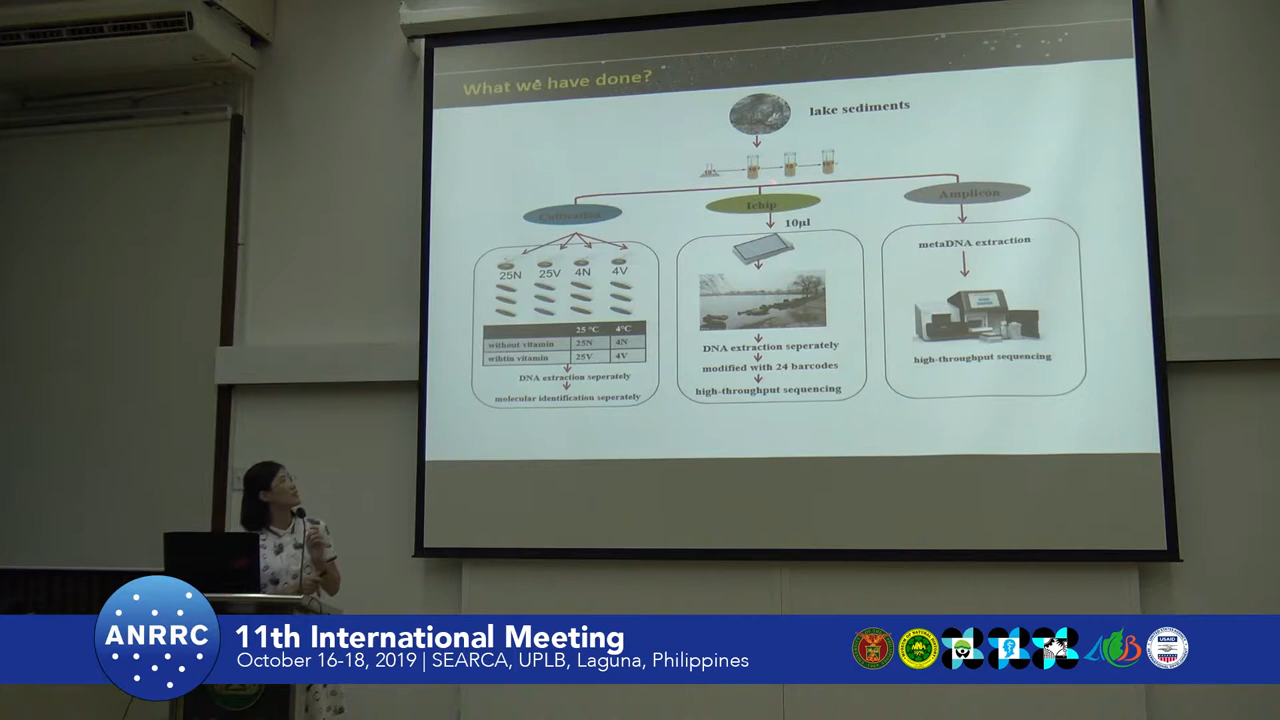 What we have done?
lake sediments
Cultivation
Ichip
Amplicon
10μl
25N 25V 4N 4V
25 °C 4°C
without vitamin 25N 4N
wihtin vitamin 25V 4V
DNA extraction seperately
molecular identification seperately
DNA extraction seperately
modified with 24 barcodes
high-throughput sequencing
metaDNA extraction
high-throughput sequencing
ANRRC
11th International Meeting
October 16-18, 2019 | SEARCA, UPLB, Laguna, Philippines
USAID